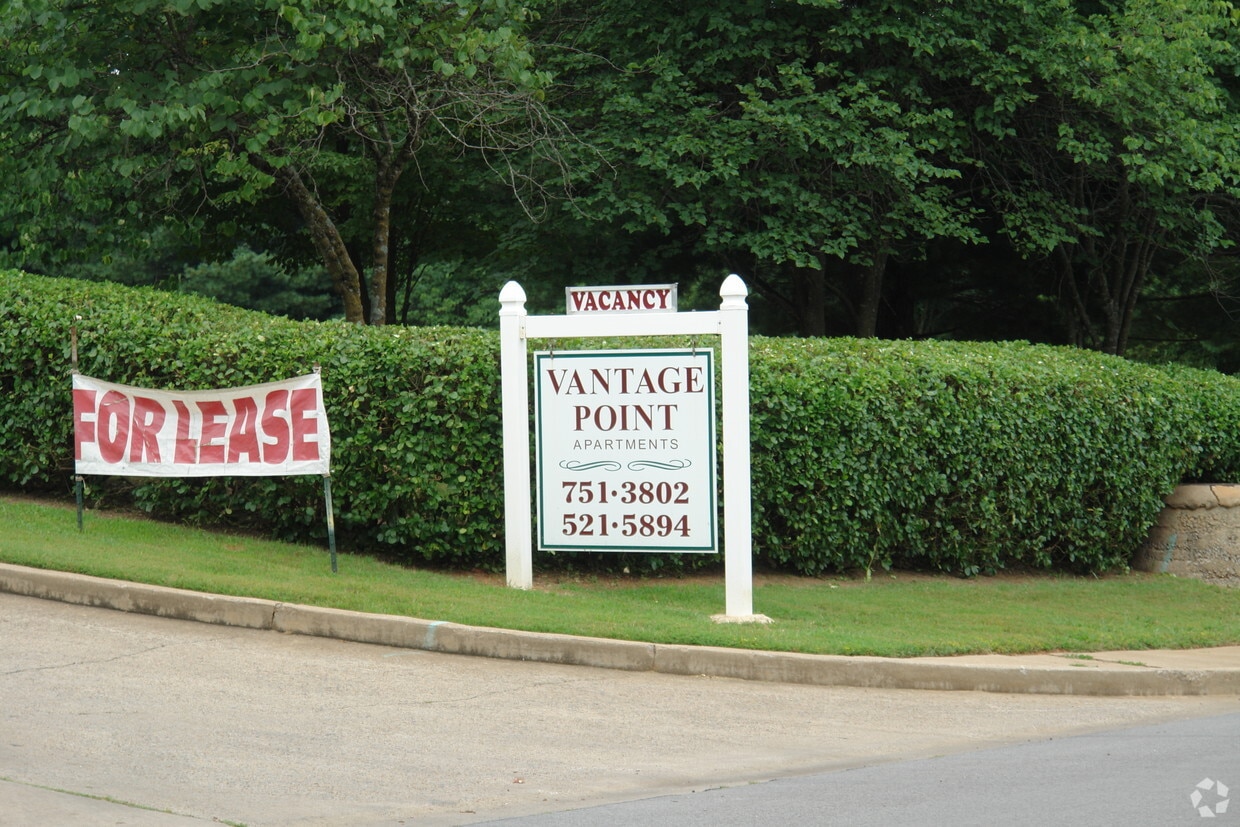 FOR LEASE
VACANCY
VANTAGE
POINT
APARTMENTS
751·3802
521·5894